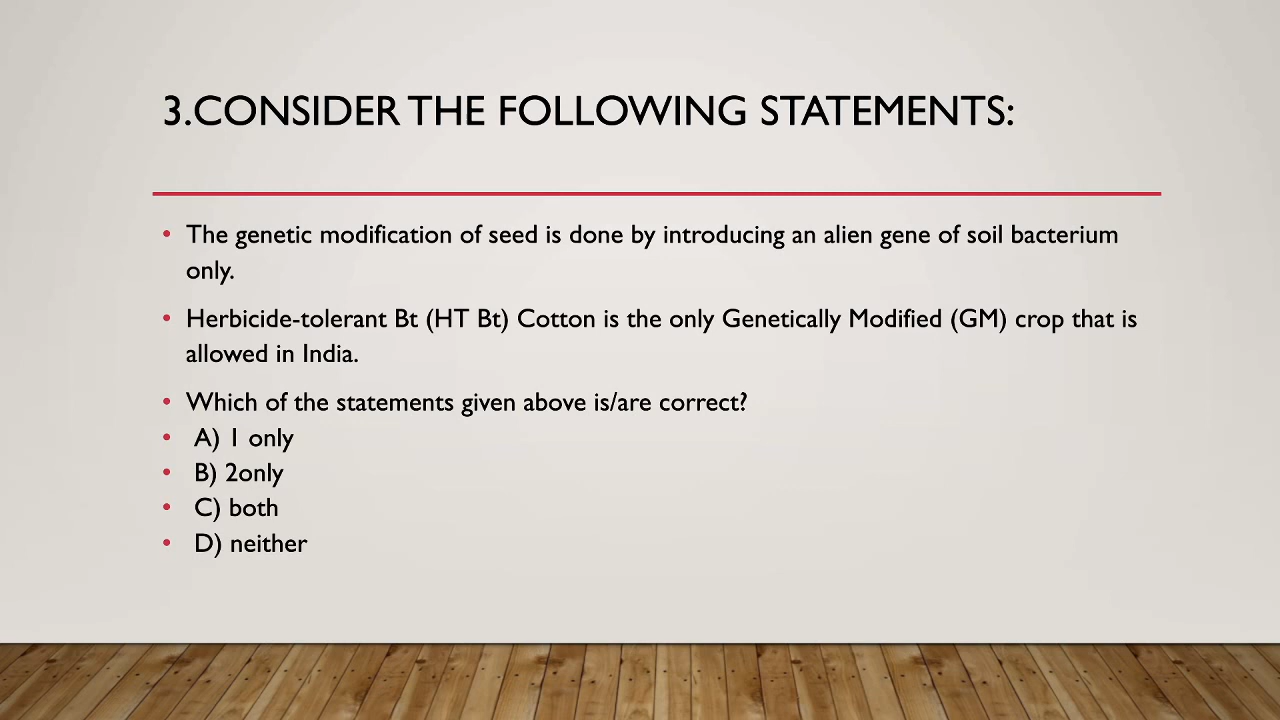 3.CONSIDER THE FOLLOWING STATEMENTS:
• The genetic modification of seed is done by introducing an alien gene of soil bacterium
only.
• Herbicide-tolerant Bt (HT Bt) Cotton is the only Genetically Modified (GM) crop that is
allowed in India.
• Which of the statements given above is/are correct?
• A) 1 only
• B) 2only
• C) both
• D) neither